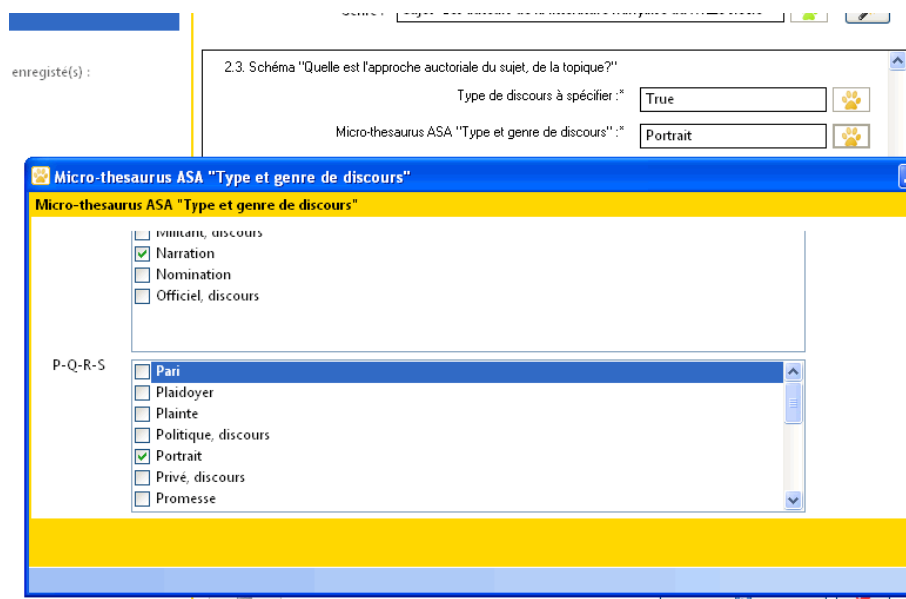 enregisté(s) :
2.3. Schéma "Quelle est l'approche auctoriale du sujet, de la topique?"
Type de discours à spécifier :* True
Micro-thesaurus ASA "Type et genre de discours" :* Portrait
Micro-thesaurus ASA "Type et genre de discours"
Micro-thesaurus ASA "Type et genre de discours"
Militant, discours
Narration
Nomination
Officiel, discours
P-Q-R-S
Pari
Plaidoyer
Plainte
Politique, discours
Portrait
Privé, discours
Promesse